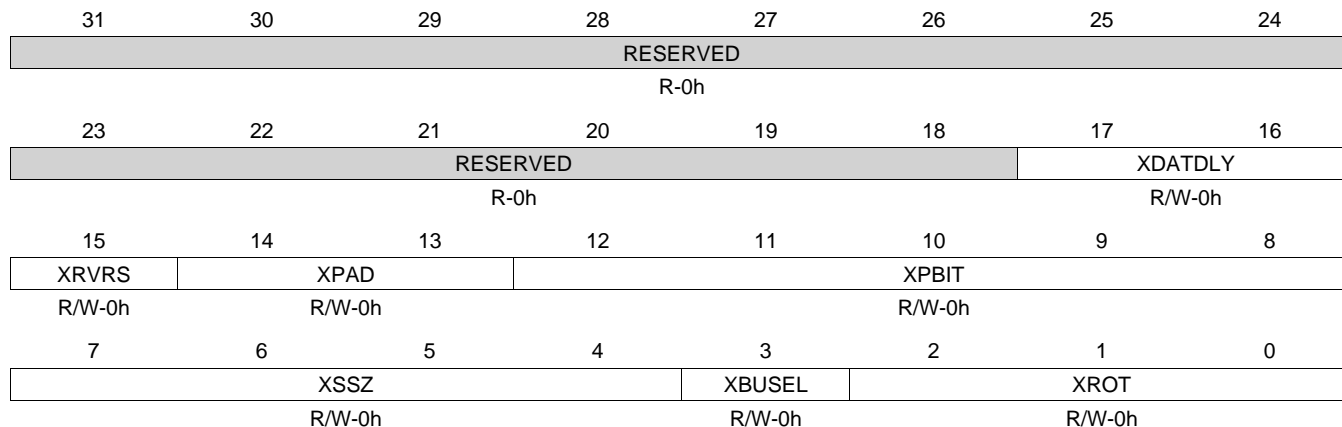 31 30 29 28 27 26 25 24
RESERVED
R-0h
23 22 21 20 19 18 17 16
RESERVED XDATDLY
R-0h R/W-0h
15 14 13 12 11 10 9 8
XRVRS XPAD XPBIT
R/W-0h R/W-0h R/W-0h
7 6 5 4 3 2 1 0
XSSZ XBUSEL XROT
R/W-0h R/W-0h R/W-0h